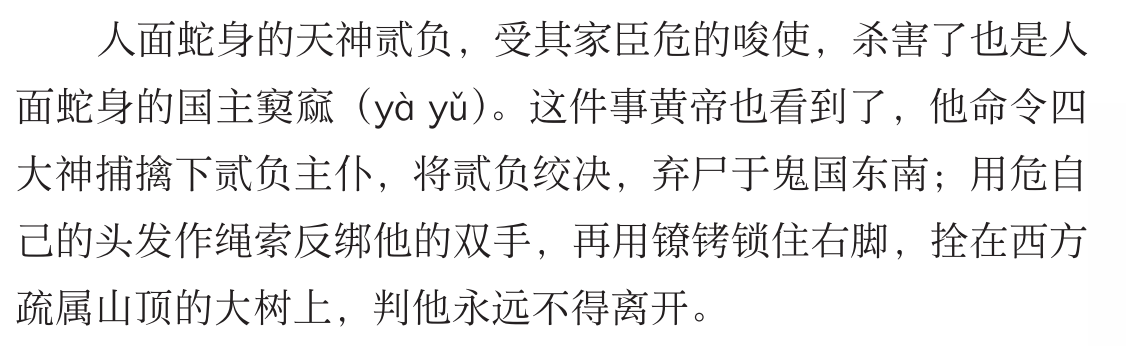 人面蛇身的天神贰负，受其家臣危的唆使，杀害了也是人
面蛇身的国主窫窳（yà yǔ）。这件事黄帝也看到了，他命令四
大神捕擒下贰负主仆，将贰负绞决，弃尸于鬼国东南；用危自
己的头发作绳索反绑他的双手，再用镣铐锁住右脚，拴在西方
疏属山顶的大树上，判他永远不得离开。